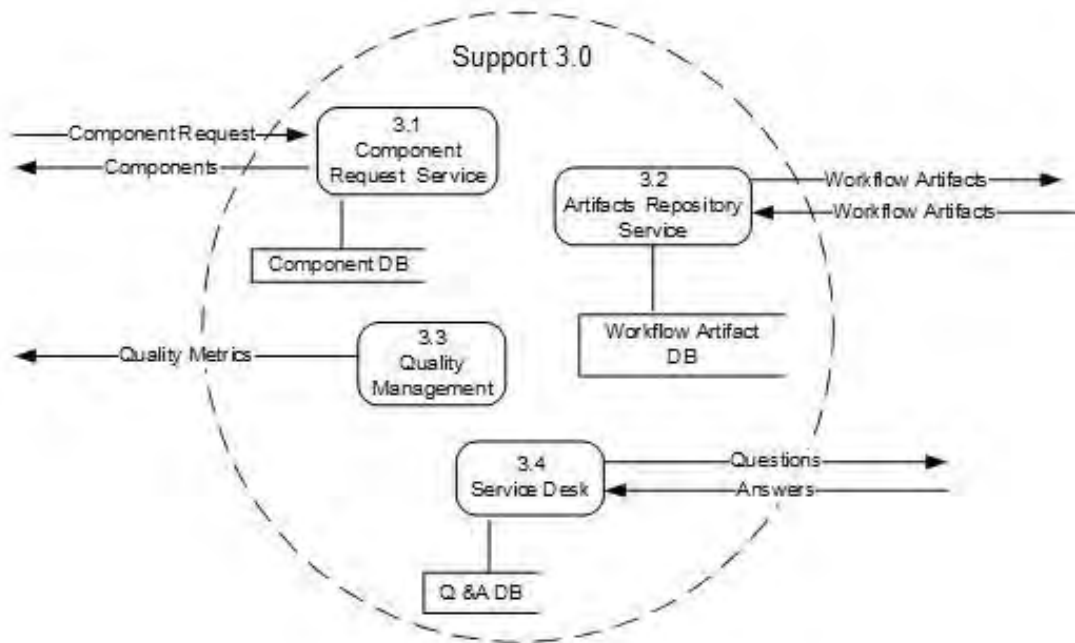 Support 3.0
Component Request
Components
3.1
Component
Request Service
Component DB
3.2
Artifacts Repository
Service
Workflow Artifacts
Workflow Artifacts
Workflow Artifact
DB
Quality Metrics
3.3
Quality
Management
3.4
Service Desk
Questions
Answers
Q &A DB